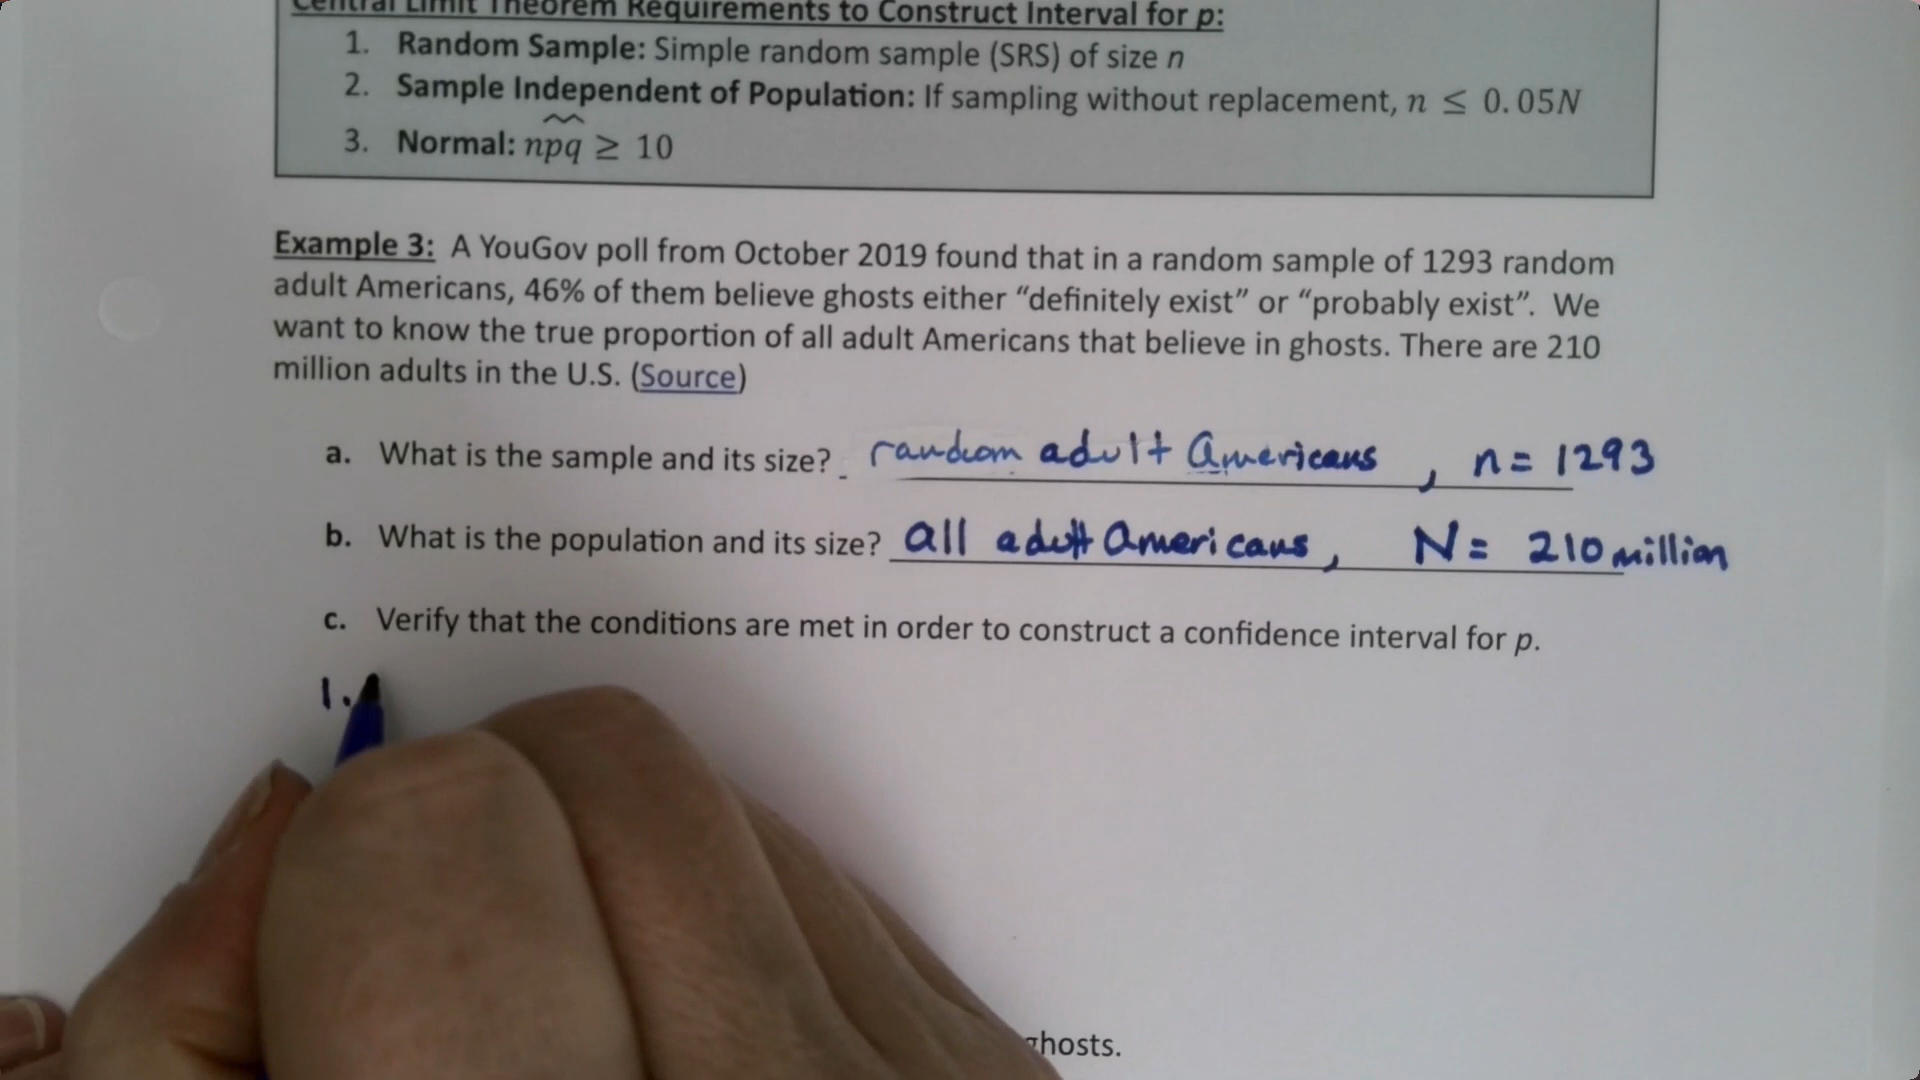 Central Limit Theorem Requirements to Construct Interval for p:
1. Random Sample: Simple random sample (SRS) of size n
2. Sample Independent of Population: If sampling without replacement, n ≤ 0.05N
3. Normal: np̂q̂ ≥ 10
Example 3: A YouGov poll from October 2019 found that in a random sample of 1293 random
adult Americans, 46% of them believe ghosts either “definitely exist” or “probably exist”. We
want to know the true proportion of all adult Americans that believe in ghosts. There are 210
million adults in the U.S. (Source)
a. What is the sample and its size? random adult Americans, n = 1293
b. What is the population and its size? all adult Americans, N = 210 million
c. Verify that the conditions are met in order to construct a confidence interval for p.
1.
ghosts.